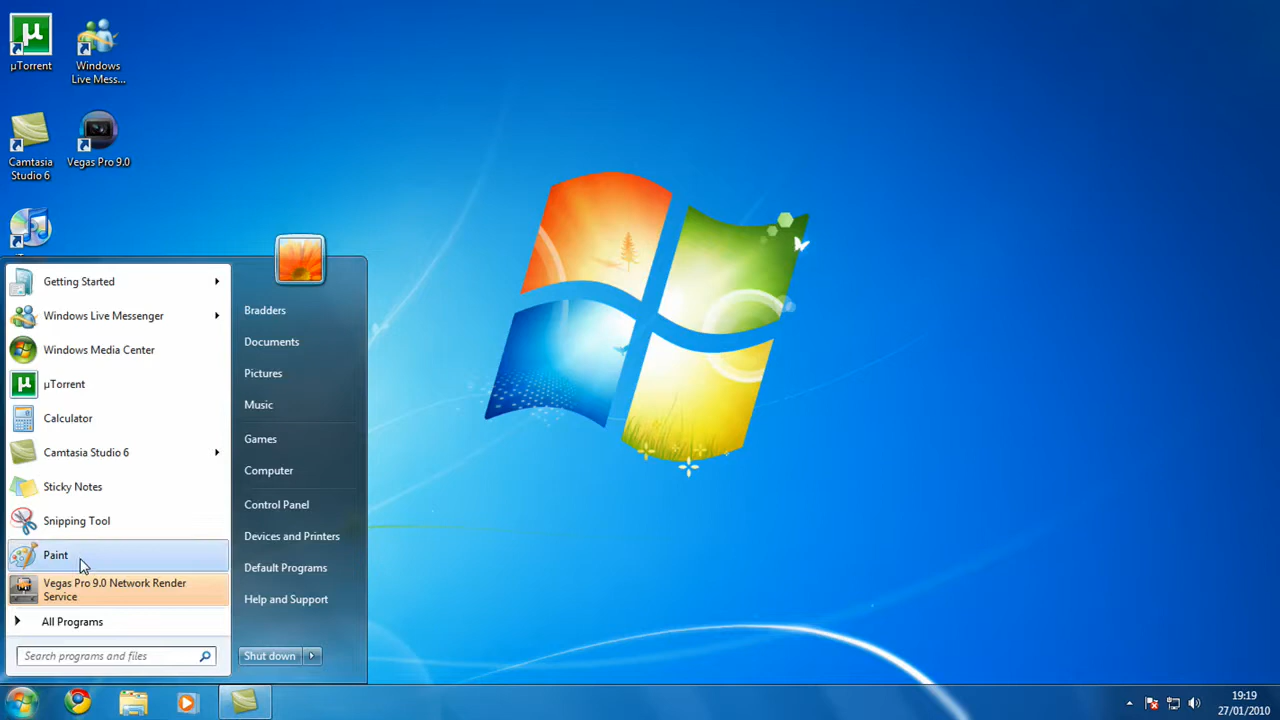 µTorrent
Windows
Live Mess...
Camtasia
Studio 6
Vegas Pro 9.0
Getting Started
Windows Live Messenger
Windows Media Center
µTorrent
Calculator
Camtasia Studio 6
Sticky Notes
Snipping Tool
Paint
Vegas Pro 9.0 Network Render
Service
All Programs
Search programs and files
Bradders
Documents
Pictures
Music
Games
Computer
Control Panel
Devices and Printers
Default Programs
Help and Support
Shut down
19:19
27/01/2010